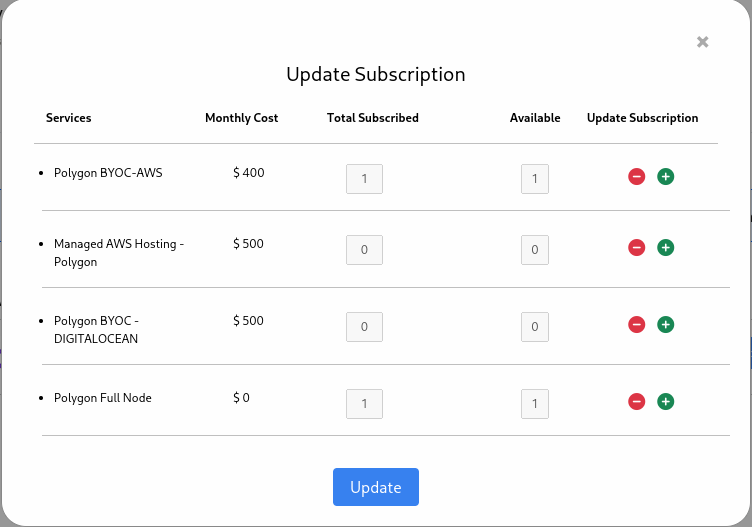 Update Subscription
Services Monthly Cost Total Subscribed Available Update Subscription
Polygon BYOC-AWS $ 400 1 1
Managed AWS Hosting - $ 500 0 0
Polygon
Polygon BYOC - $ 500 0 0
DIGITALOCEAN
Polygon Full Node $ 0 1 1
Update